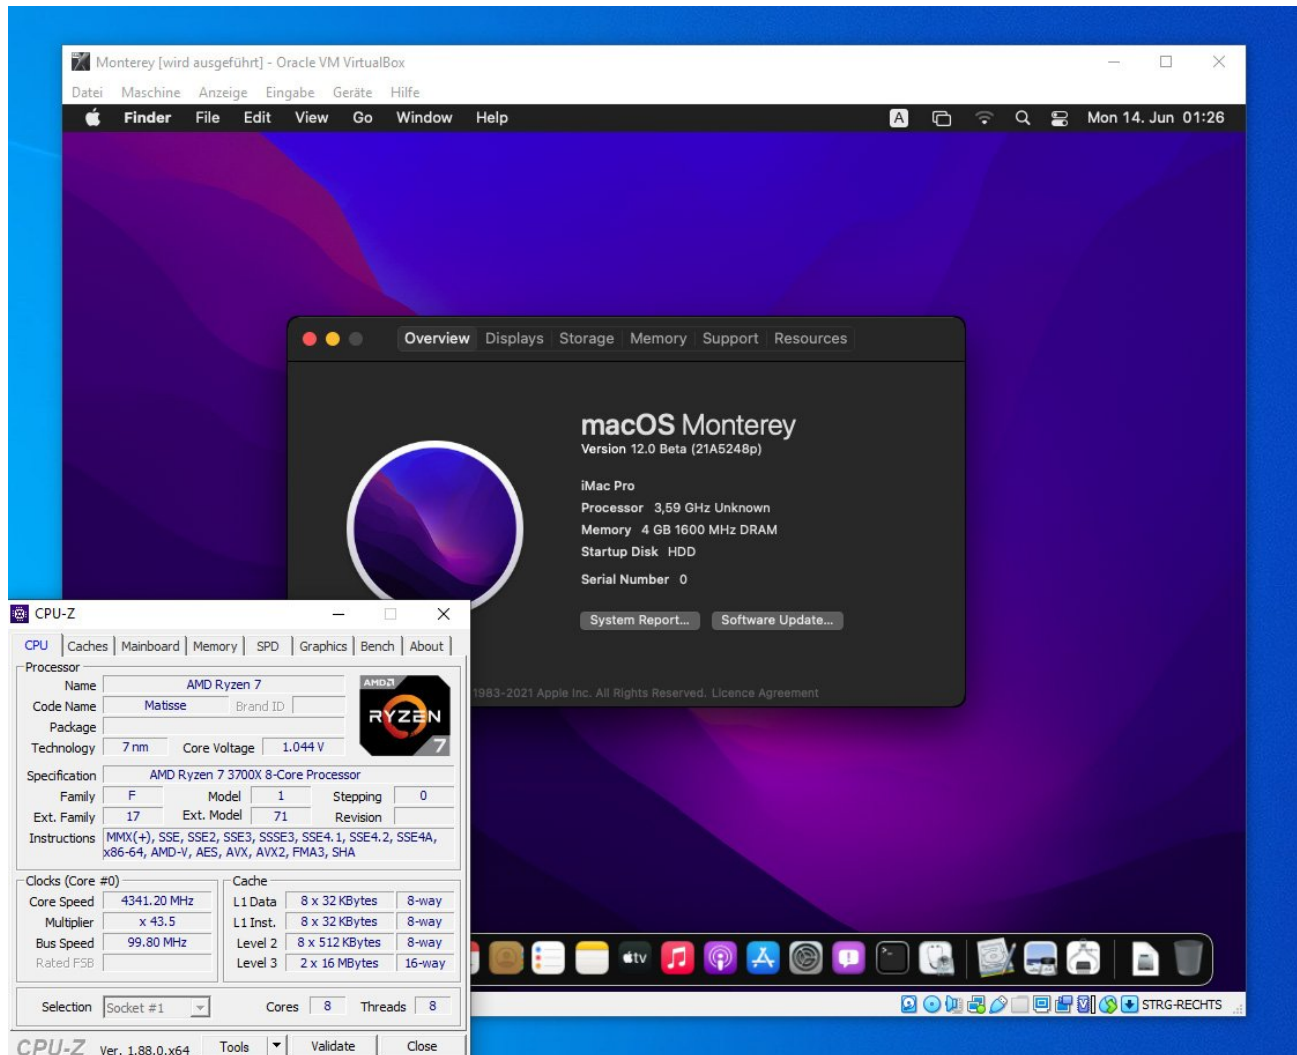 Monterey [wird ausgeführt] - Oracle VM VirtualBox
Datei Maschine Anzeige Eingabe Geräte Hilfe
Finder File Edit View Go Window Help A Mon 14. Jun 01:26
Overview Displays Storage Memory Support Resources
macOS Monterey
Version 12.0 Beta (21A5248p)
iMac Pro
Processor 3,59 GHz Unknown
Memory 4 GB 1600 MHz DRAM
Startup Disk HDD
Serial Number 0
System Report... Software Update...
1983-2021 Apple Inc. All Rights Reserved. Licence Agreement
CPU-Z
CPU Caches Mainboard Memory SPD Graphics Bench About
Processor
Name AMD Ryzen 7
Code Name Matisse Brand ID
Package
Technology 7 nm Core Voltage 1.044 V
AMD
RYZEN
7
Specification AMD Ryzen 7 3700X 8-Core Processor
Family F Model 1 Stepping 0
Ext. Family 17 Ext. Model 71 Revision
Instructions MMX(+), SSE, SSE2, SSE3, SSSE3, SSE4.1, SSE4.2, SSE4A,
x86-64, AMD-V, AES, AVX, AVX2, FMA3, SHA
Clocks (Core #0) Cache
Core Speed 4341.20 MHz L1 Data 8 x 32 KBytes 8-way
Multiplier x 43.5 L1 Inst. 8 x 32 KBytes 8-way
Bus Speed 99.80 MHz Level 2 8 x 512 KBytes 8-way
Rated FSB Level 3 2 x 16 MBytes 16-way
Selection Socket #1 Cores 8 Threads 8
CPU-Z Ver. 1.88.0.x64 Tools Validate Close
tv
STRG-RECHTS